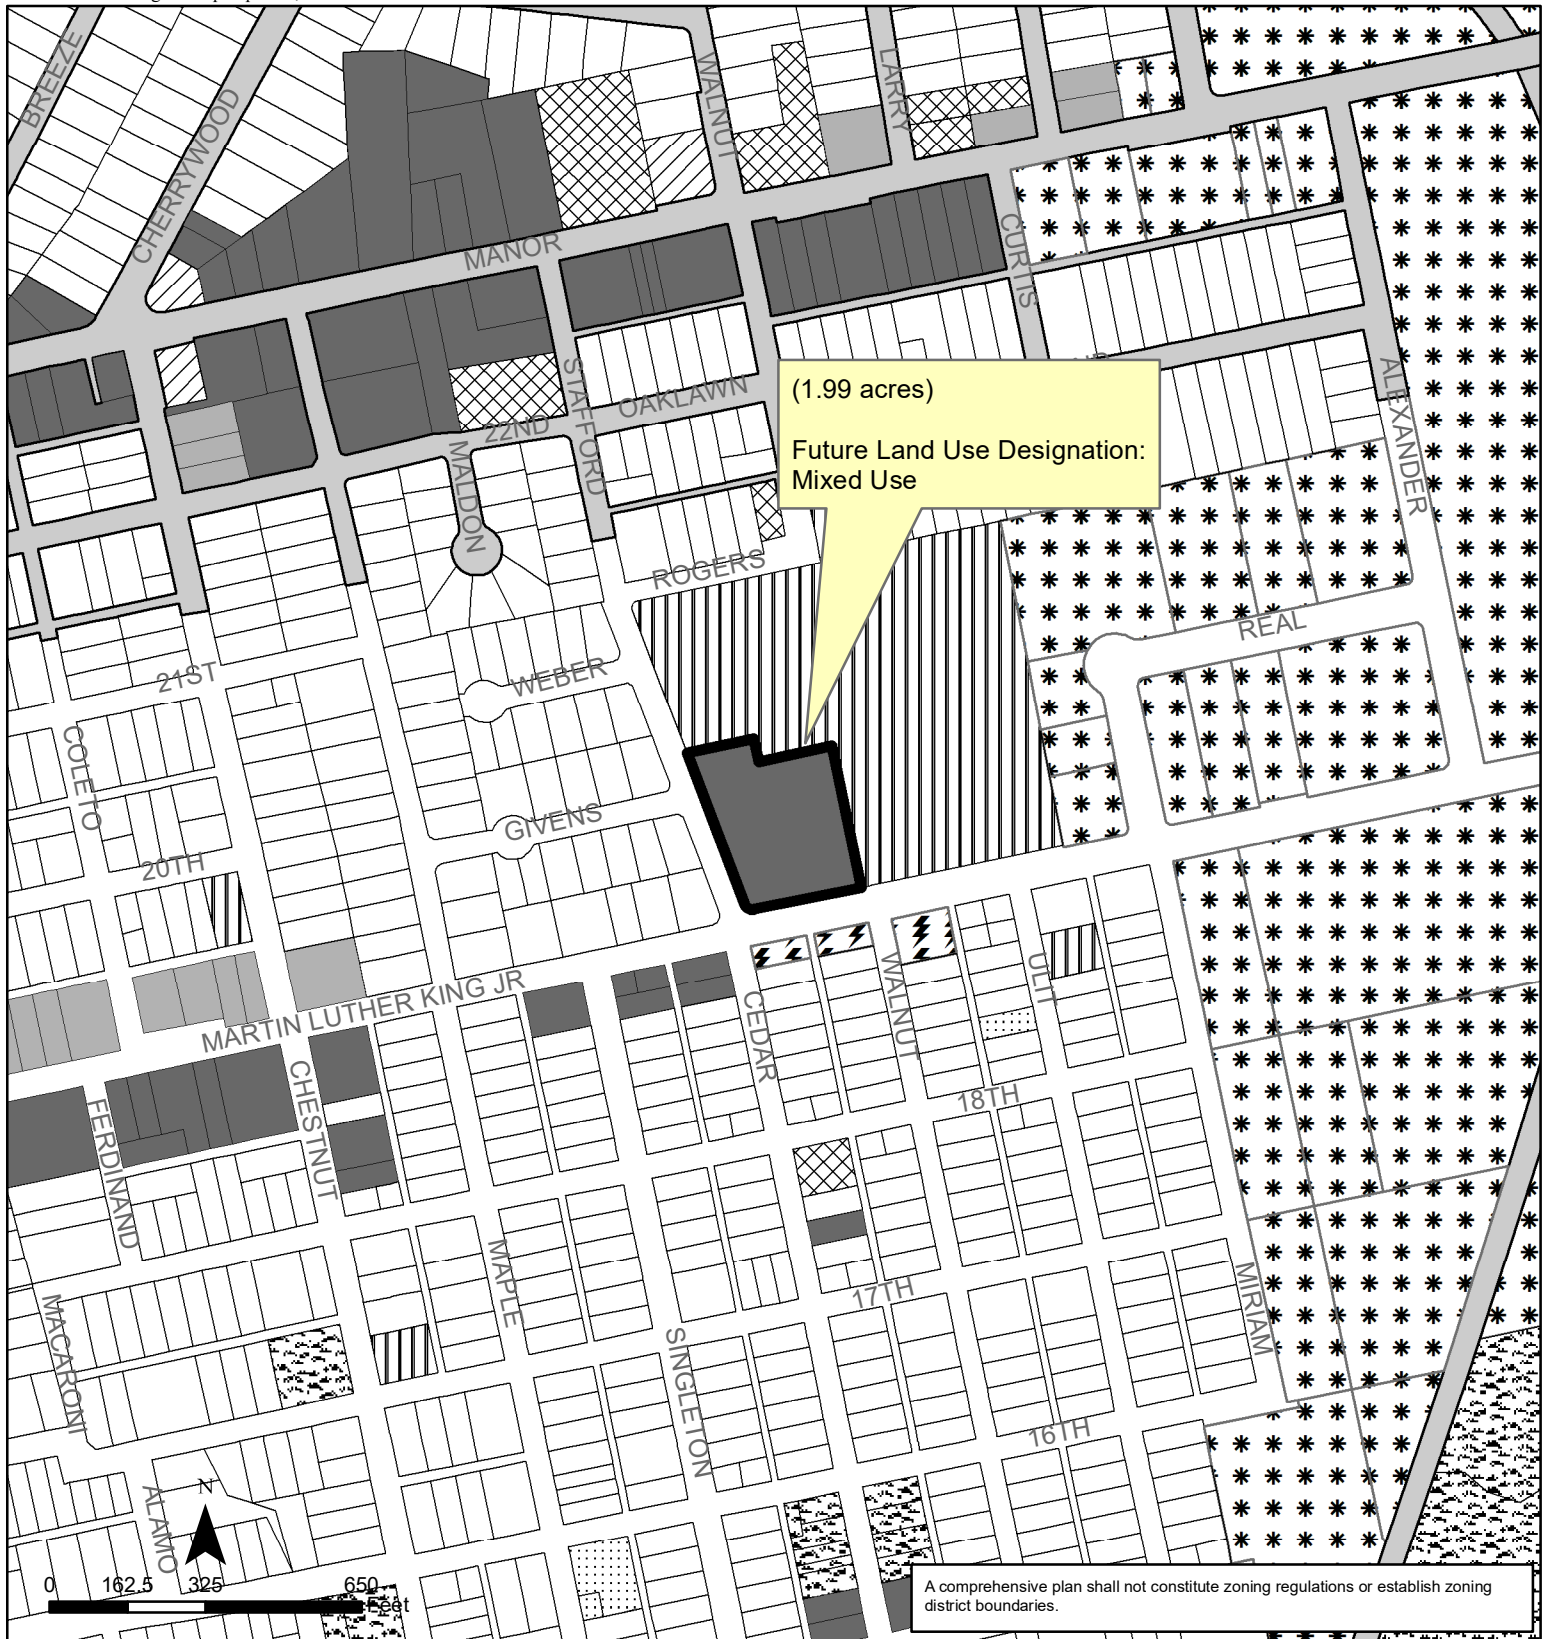 BREEZE
CHERRYWOOD
WALNUT
LARRY
MANOR
CURTIS
STAFFORD
OAKLAWN
22ND
MALDON
ALEXANDER
(1.99 acres)
Future Land Use Designation:
Mixed Use
ROGERS
REAL
21ST
WEBER
COLETO
GIVENS
20TH
MARTIN LUTHER KING JR
CEDAR
WALNUT
ULIT
FERDINAND
CHESTNUT
18TH
MAPLE
17TH
MIRIAM
MACARONI
SINGLETON
16TH
ALAMO
N
0 162.5 325 650
Feet
A comprehensive plan shall not constitute zoning regulations or establish zoning
district boundaries.